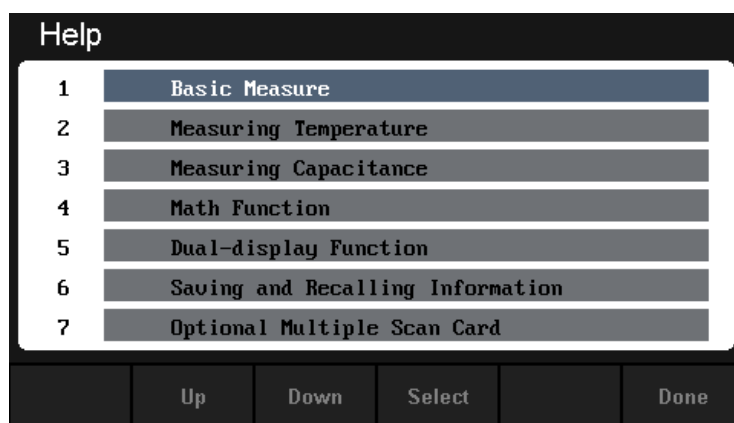 Help
1 Basic Measure
2 Measuring Temperature
3 Measuring Capacitance
4 Math Function
5 Dual-display Function
6 Saving and Recalling Information
7 Optional Multiple Scan Card
Up Down Select Done